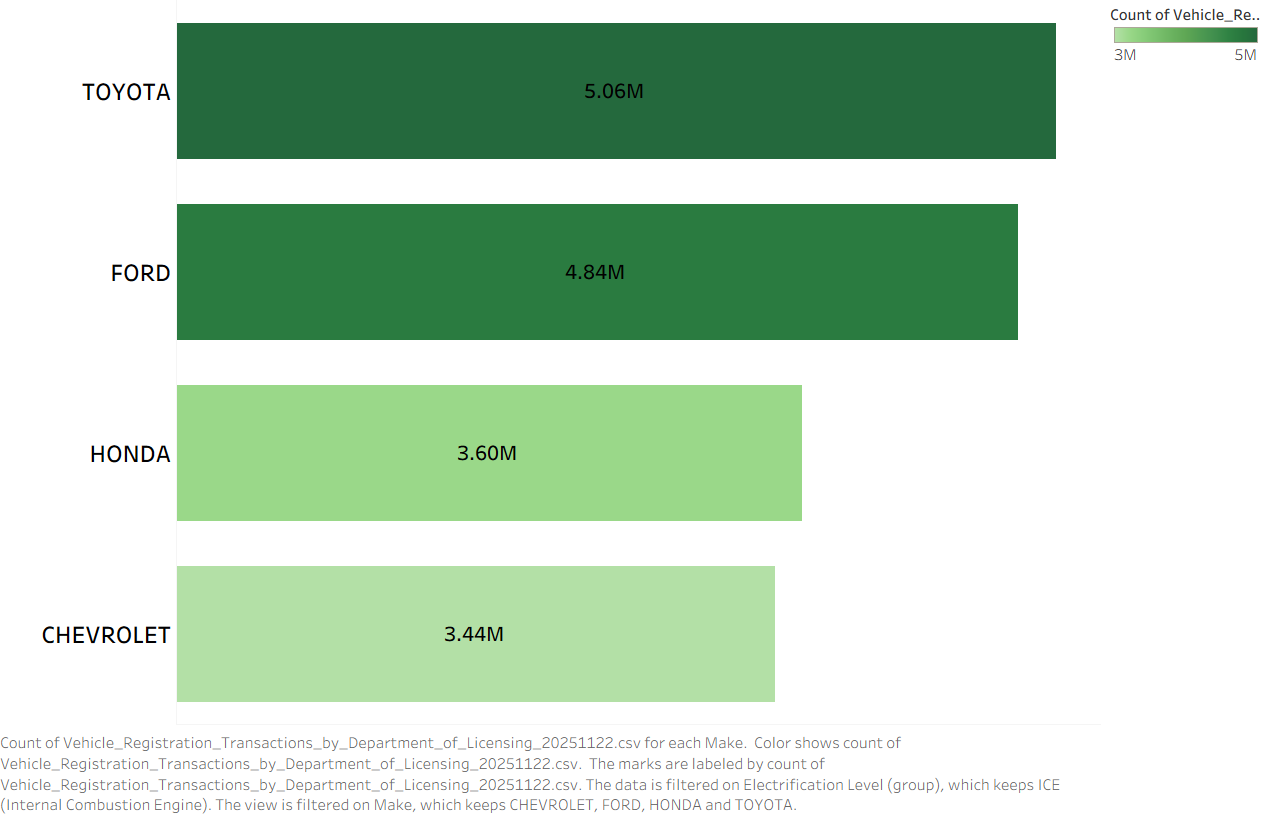 Count of Vehicle_Re..
3M 5M
TOYOTA 5.06M
FORD 4.84M
HONDA 3.60M
CHEVROLET 3.44M
Count of Vehicle_Registration_Transactions_by_Department_of_Licensing_20251122.csv for each Make.  Color shows count of
Vehicle_Registration_Transactions_by_Department_of_Licensing_20251122.csv.  The marks are labeled by count of
Vehicle_Registration_Transactions_by_Department_of_Licensing_20251122.csv. The data is filtered on Electrification Level (group), which keeps ICE
(Internal Combustion Engine). The view is filtered on Make, which keeps CHEVROLET, FORD, HONDA and TOYOTA.